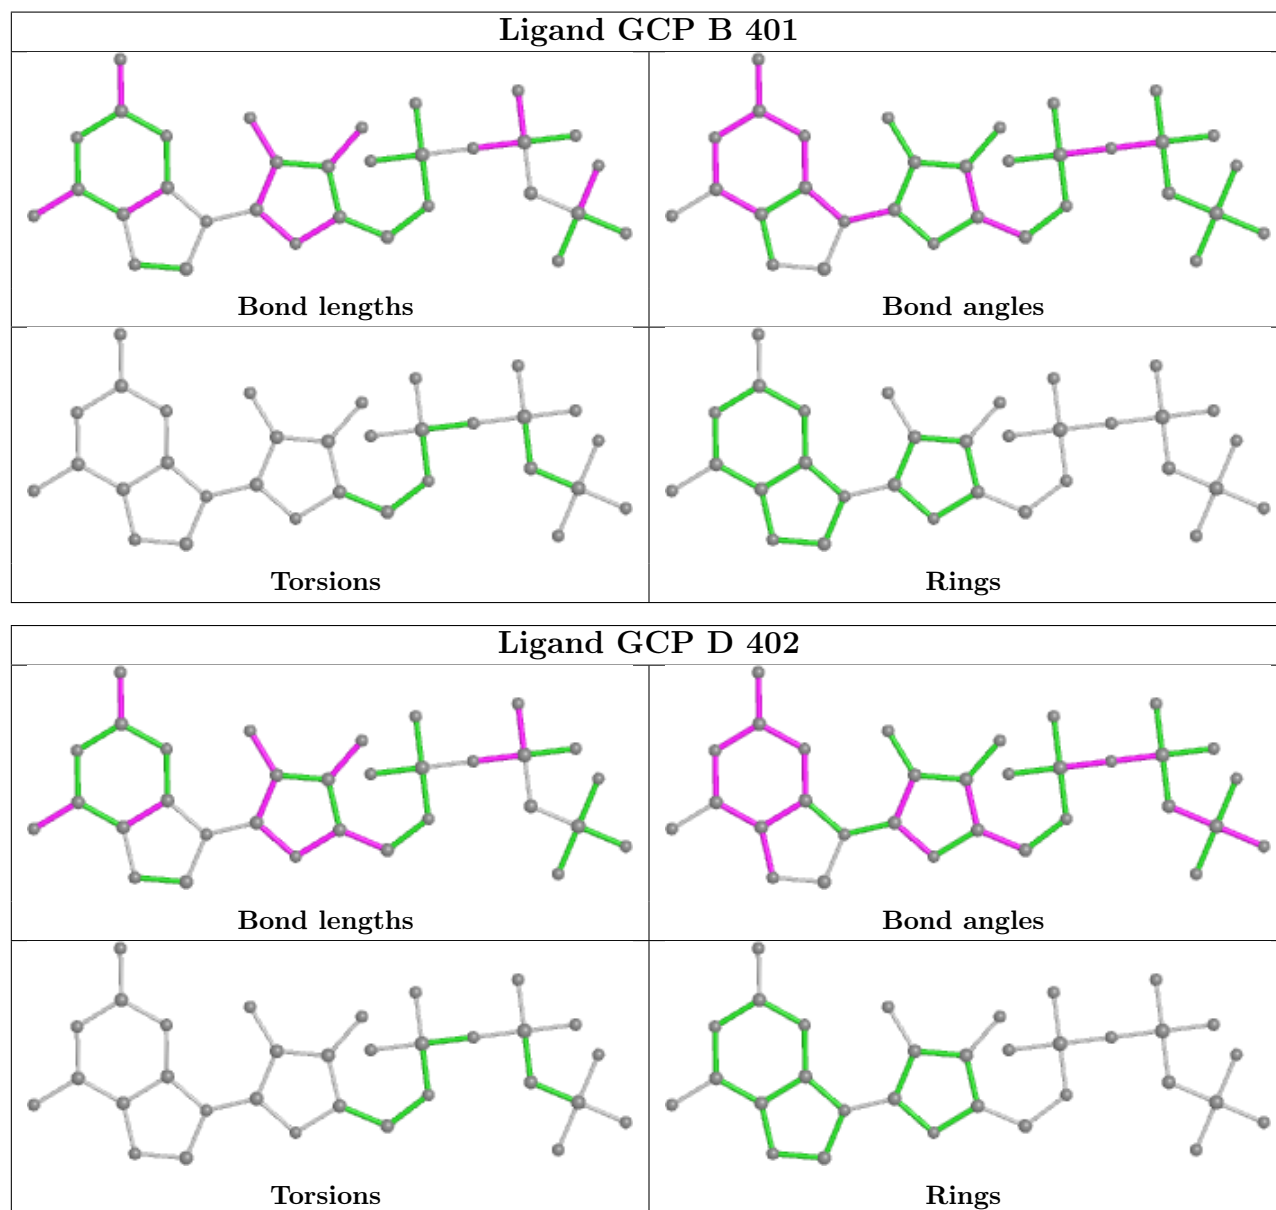 Ligand GCP B 401
Bond lengths
Bond angles
Torsions
Rings
Ligand GCP D 402
Bond lengths
Bond angles
Torsions
Rings